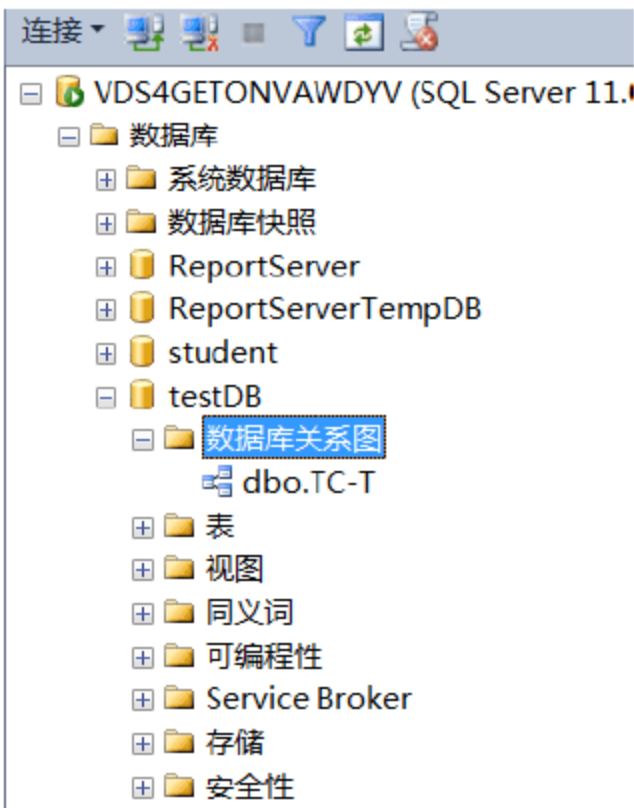 连接
VDS4GETONVAWDYV (SQL Server 11.
数据库
系统数据库
数据库快照
ReportServer
ReportServerTempDB
student
testDB
数据库关系图
dbo.TC-T
表
视图
同义词
可编程性
Service Broker
存储
安全性